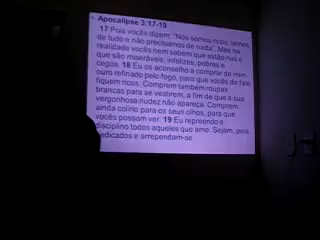 • Apocalipse 3.17-19
17 Pois vocês dizem: "Nós somos ricos, temos
de tudo e não precisamos de nada". Mas na
realidade vocês nem sabem que estão nus e
que são miseráveis, infelizes, pobres e
cegos. 18 Eu os aconselho a comprar de mim
ouro refinado pelo fogo, para que vocês de fato
fiquem ricos. Comprem também roupas
brancas para se vestirem, a fim de que a sua
vergonhosa nudez não apareça. Comprem
ainda colírio para os seus olhos, para que
vocês possam ver. 19 Eu repreendo e
disciplino todos aqueles que amo. Sejam, pois,
dedicados e arrependam-se